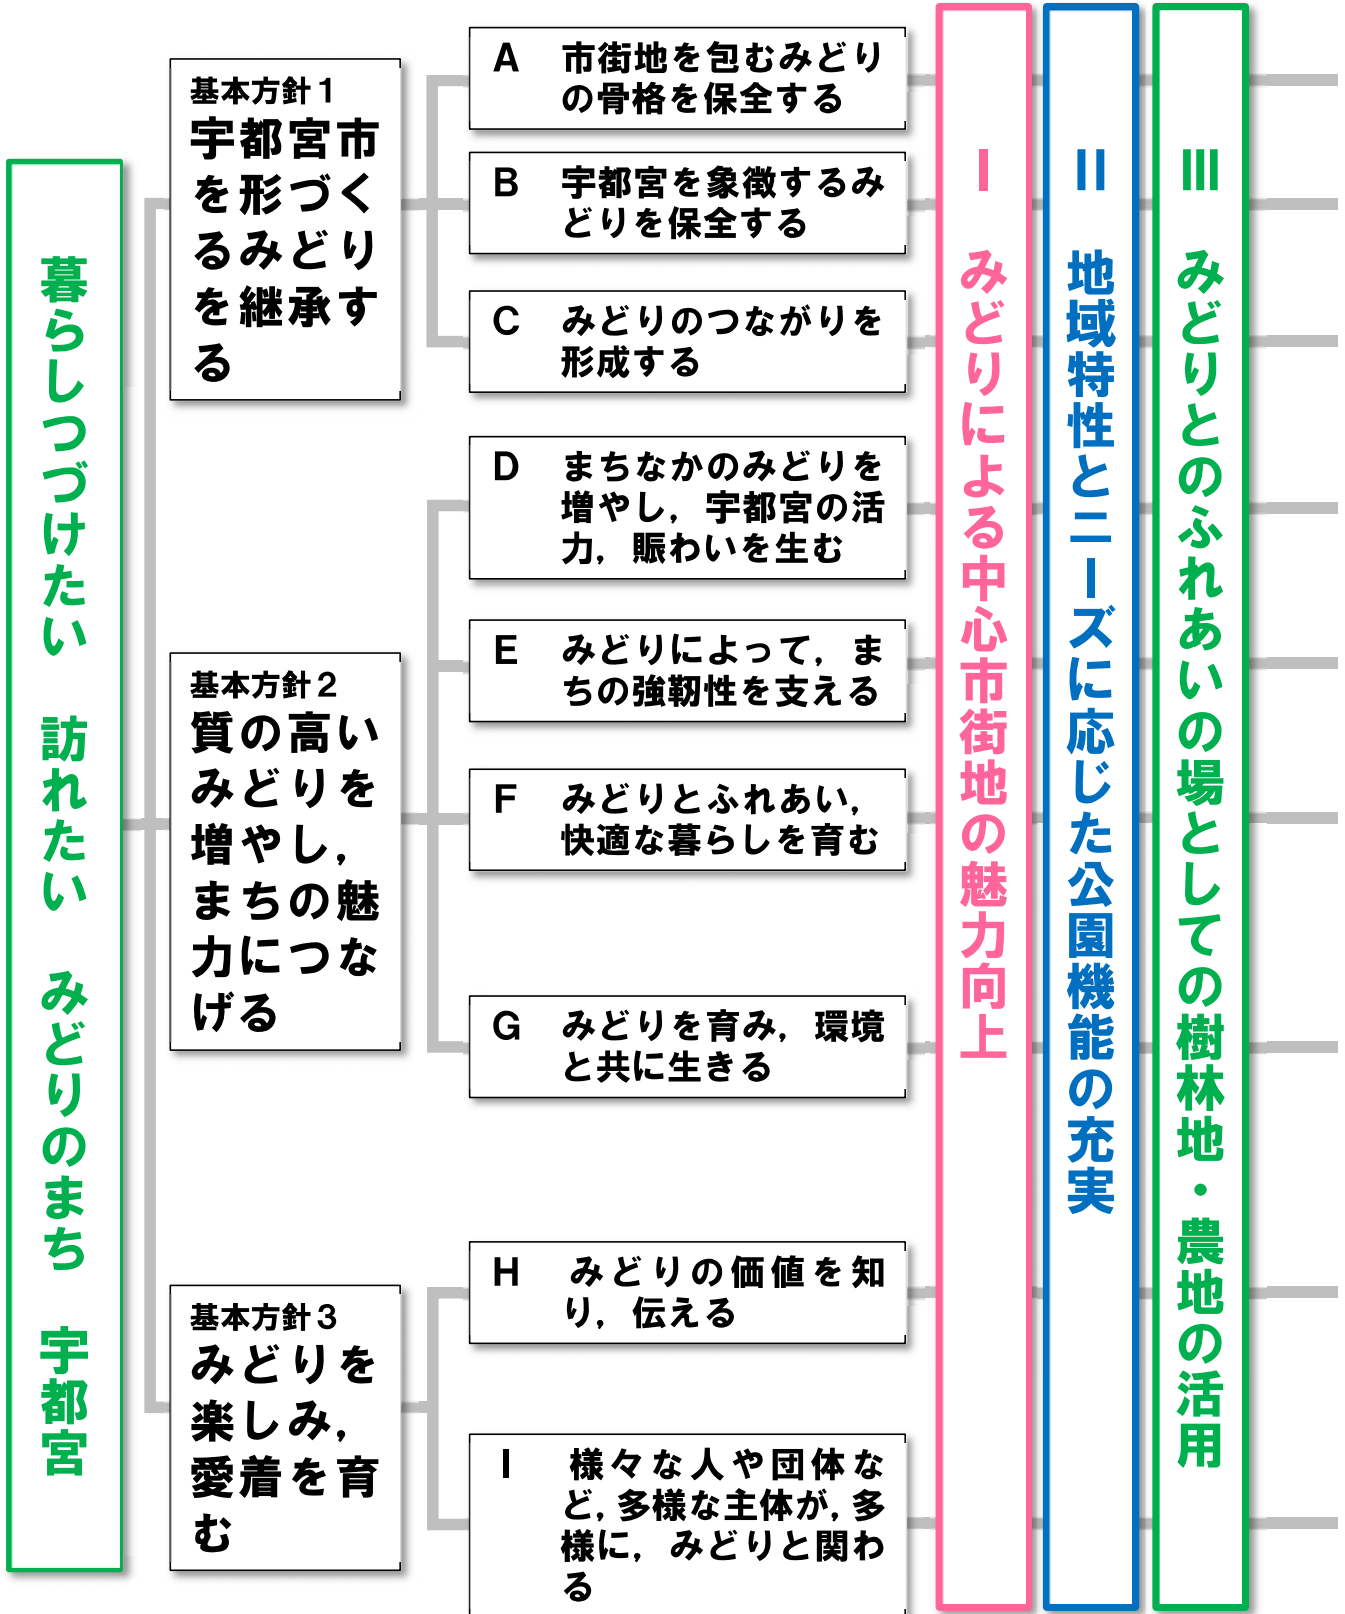 暮らしつづけたい　訪れたい　みどりのまち　宇都宮
基本方針１
宇都宮市
を形づく
るみどり
を継承す
る
A　市街地を包むみどり
の骨格を保全する
B　宇都宮を象徴するみ
どりを保全する
C　みどりのつながりを
形成する
基本方針２
質の高い
みどりを
増やし，
まちの魅
力につな
げる
D　まちなかのみどりを
増やし，宇都宮の活
力，賑わいを生む
E　みどりによって，ま
ちの強靭性を支える
F　みどりとふれあい，
快適な暮らしを育む
G　みどりを育み，環境
と共に生きる
基本方針３
みどりを
楽しみ，
愛着を育
む
H　みどりの価値を知
り，伝える
I　様々な人や団体な
ど，多様な主体が，多
様に，みどりと関わ
る
Ⅰ　みどりによる中心市街地の魅力向上
Ⅱ　地域特性とニーズに応じた公園機能の充実
Ⅲ　みどりとのふれあいの場としての樹林地・農地の活用